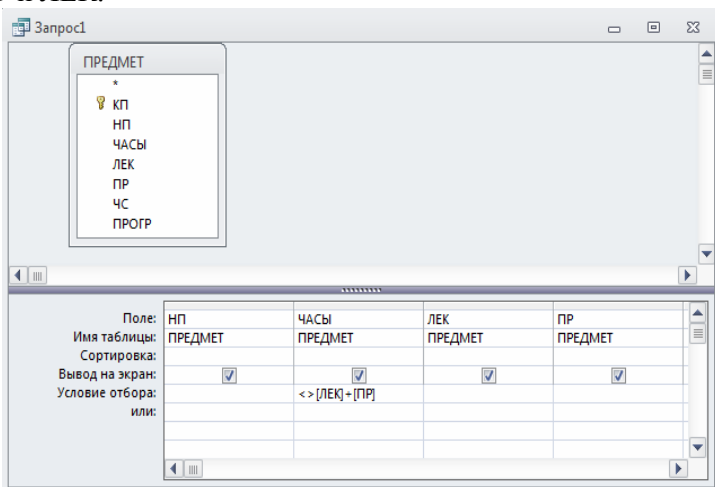 Запрос1
ПРЕДМЕТ
*
КП
НП
ЧАСЫ
ЛЕК
ПР
ЧС
ПРОГР
Поле: НП ЧАСЫ ЛЕК ПР
Имя таблицы: ПРЕДМЕТ ПРЕДМЕТ ПРЕДМЕТ ПРЕДМЕТ
Сортировка:
Вывод на экран:
Условие отбора: <>[ЛЕК]+[ПР]
или: